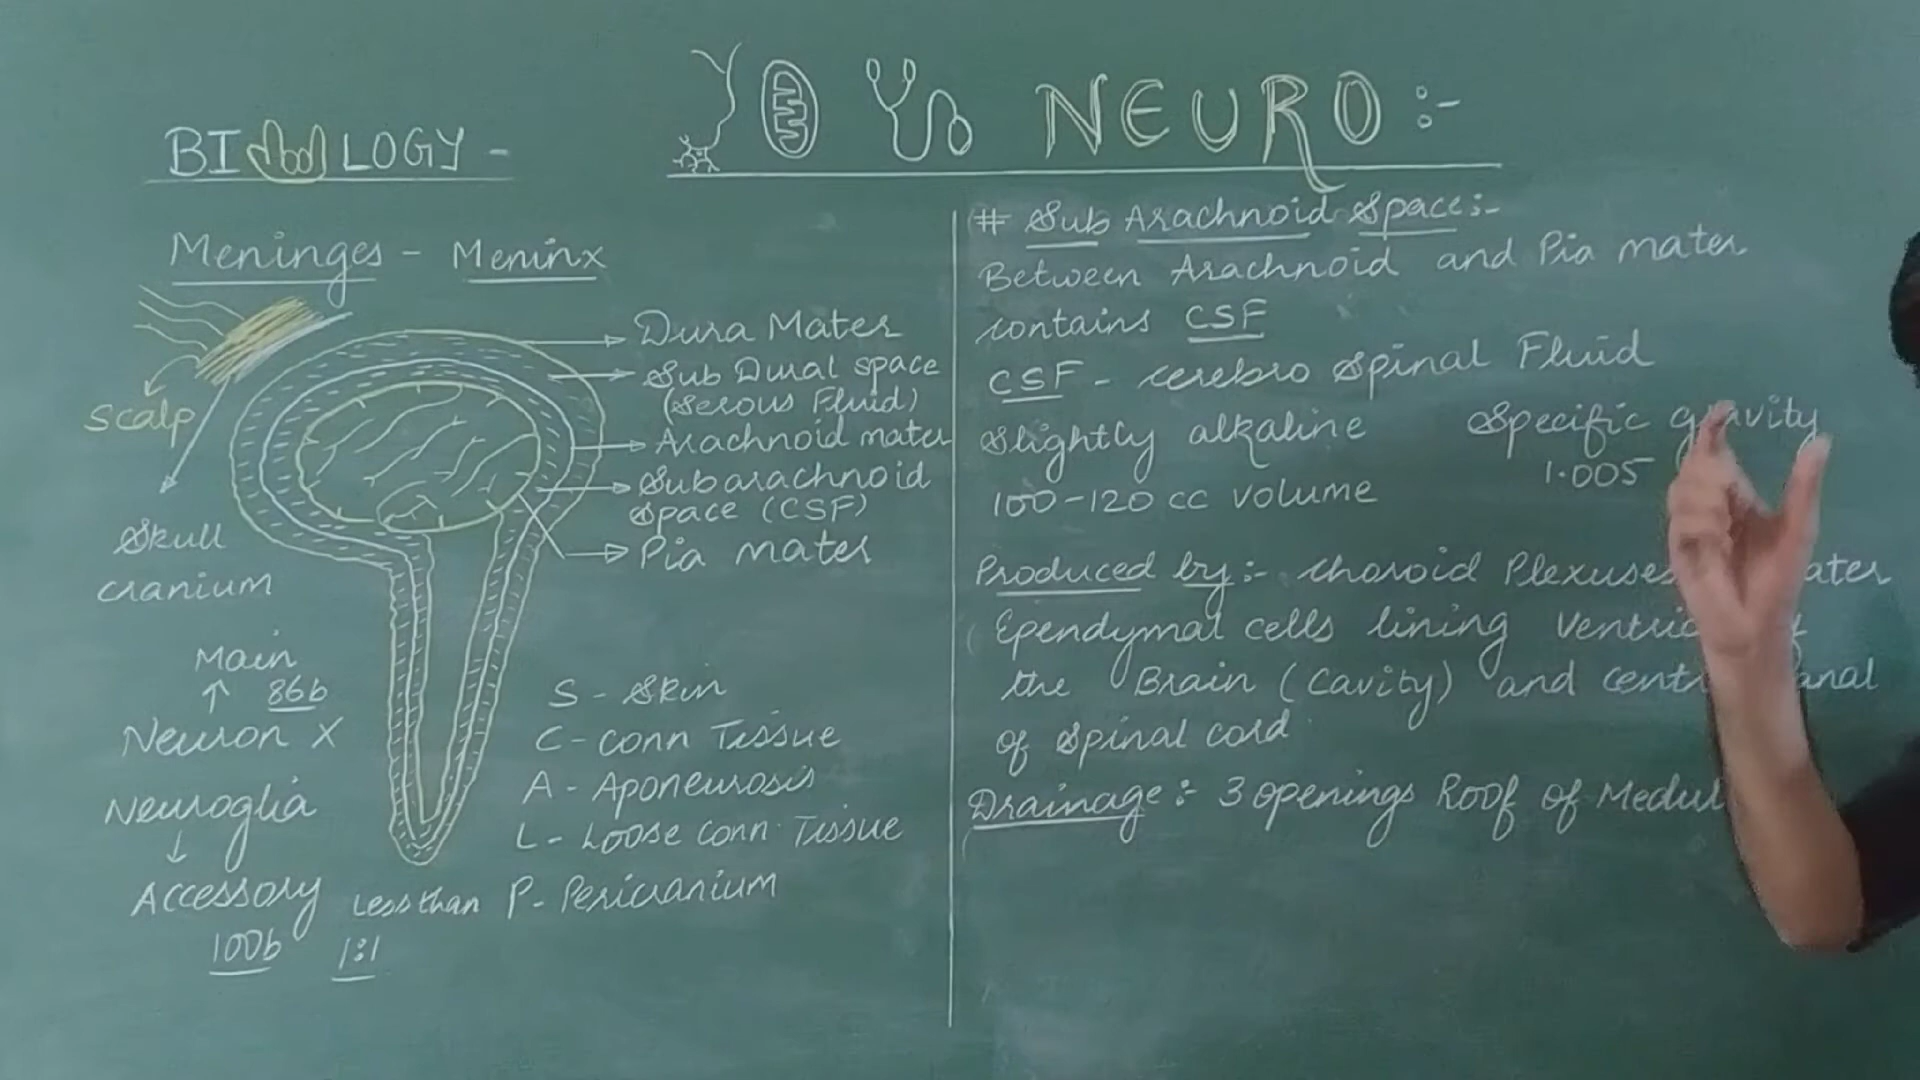 BIOLOGY -
NEURO :-
Meninges - Meninx
Scalp
Skull
cranium
Dura Mater
Sub Dural space
(Serous Fluid)
Arachnoid mater
Subarachnoid
space (CSF)
Pia mater
Main
86b
Neuron X
Neuroglia
Accessory
100b
Less than
1:1
S - Skin
C - Conn Tissue
A - Aponeurosis
L - Loose Conn. Tissue
P - Pericranium
# Sub Arachnoid Space :-
Between Arachnoid and Pia mater
contains CSF
CSF - cerebro Spinal Fluid
Slightly alkaline
Specific gravity
1.005
100-120 cc volume
Produced by :- choroid Plexuses
Ependymal cells lining
the Brain (Cavity) and
of Spinal cord
Drainage :- 3 openings Roof of